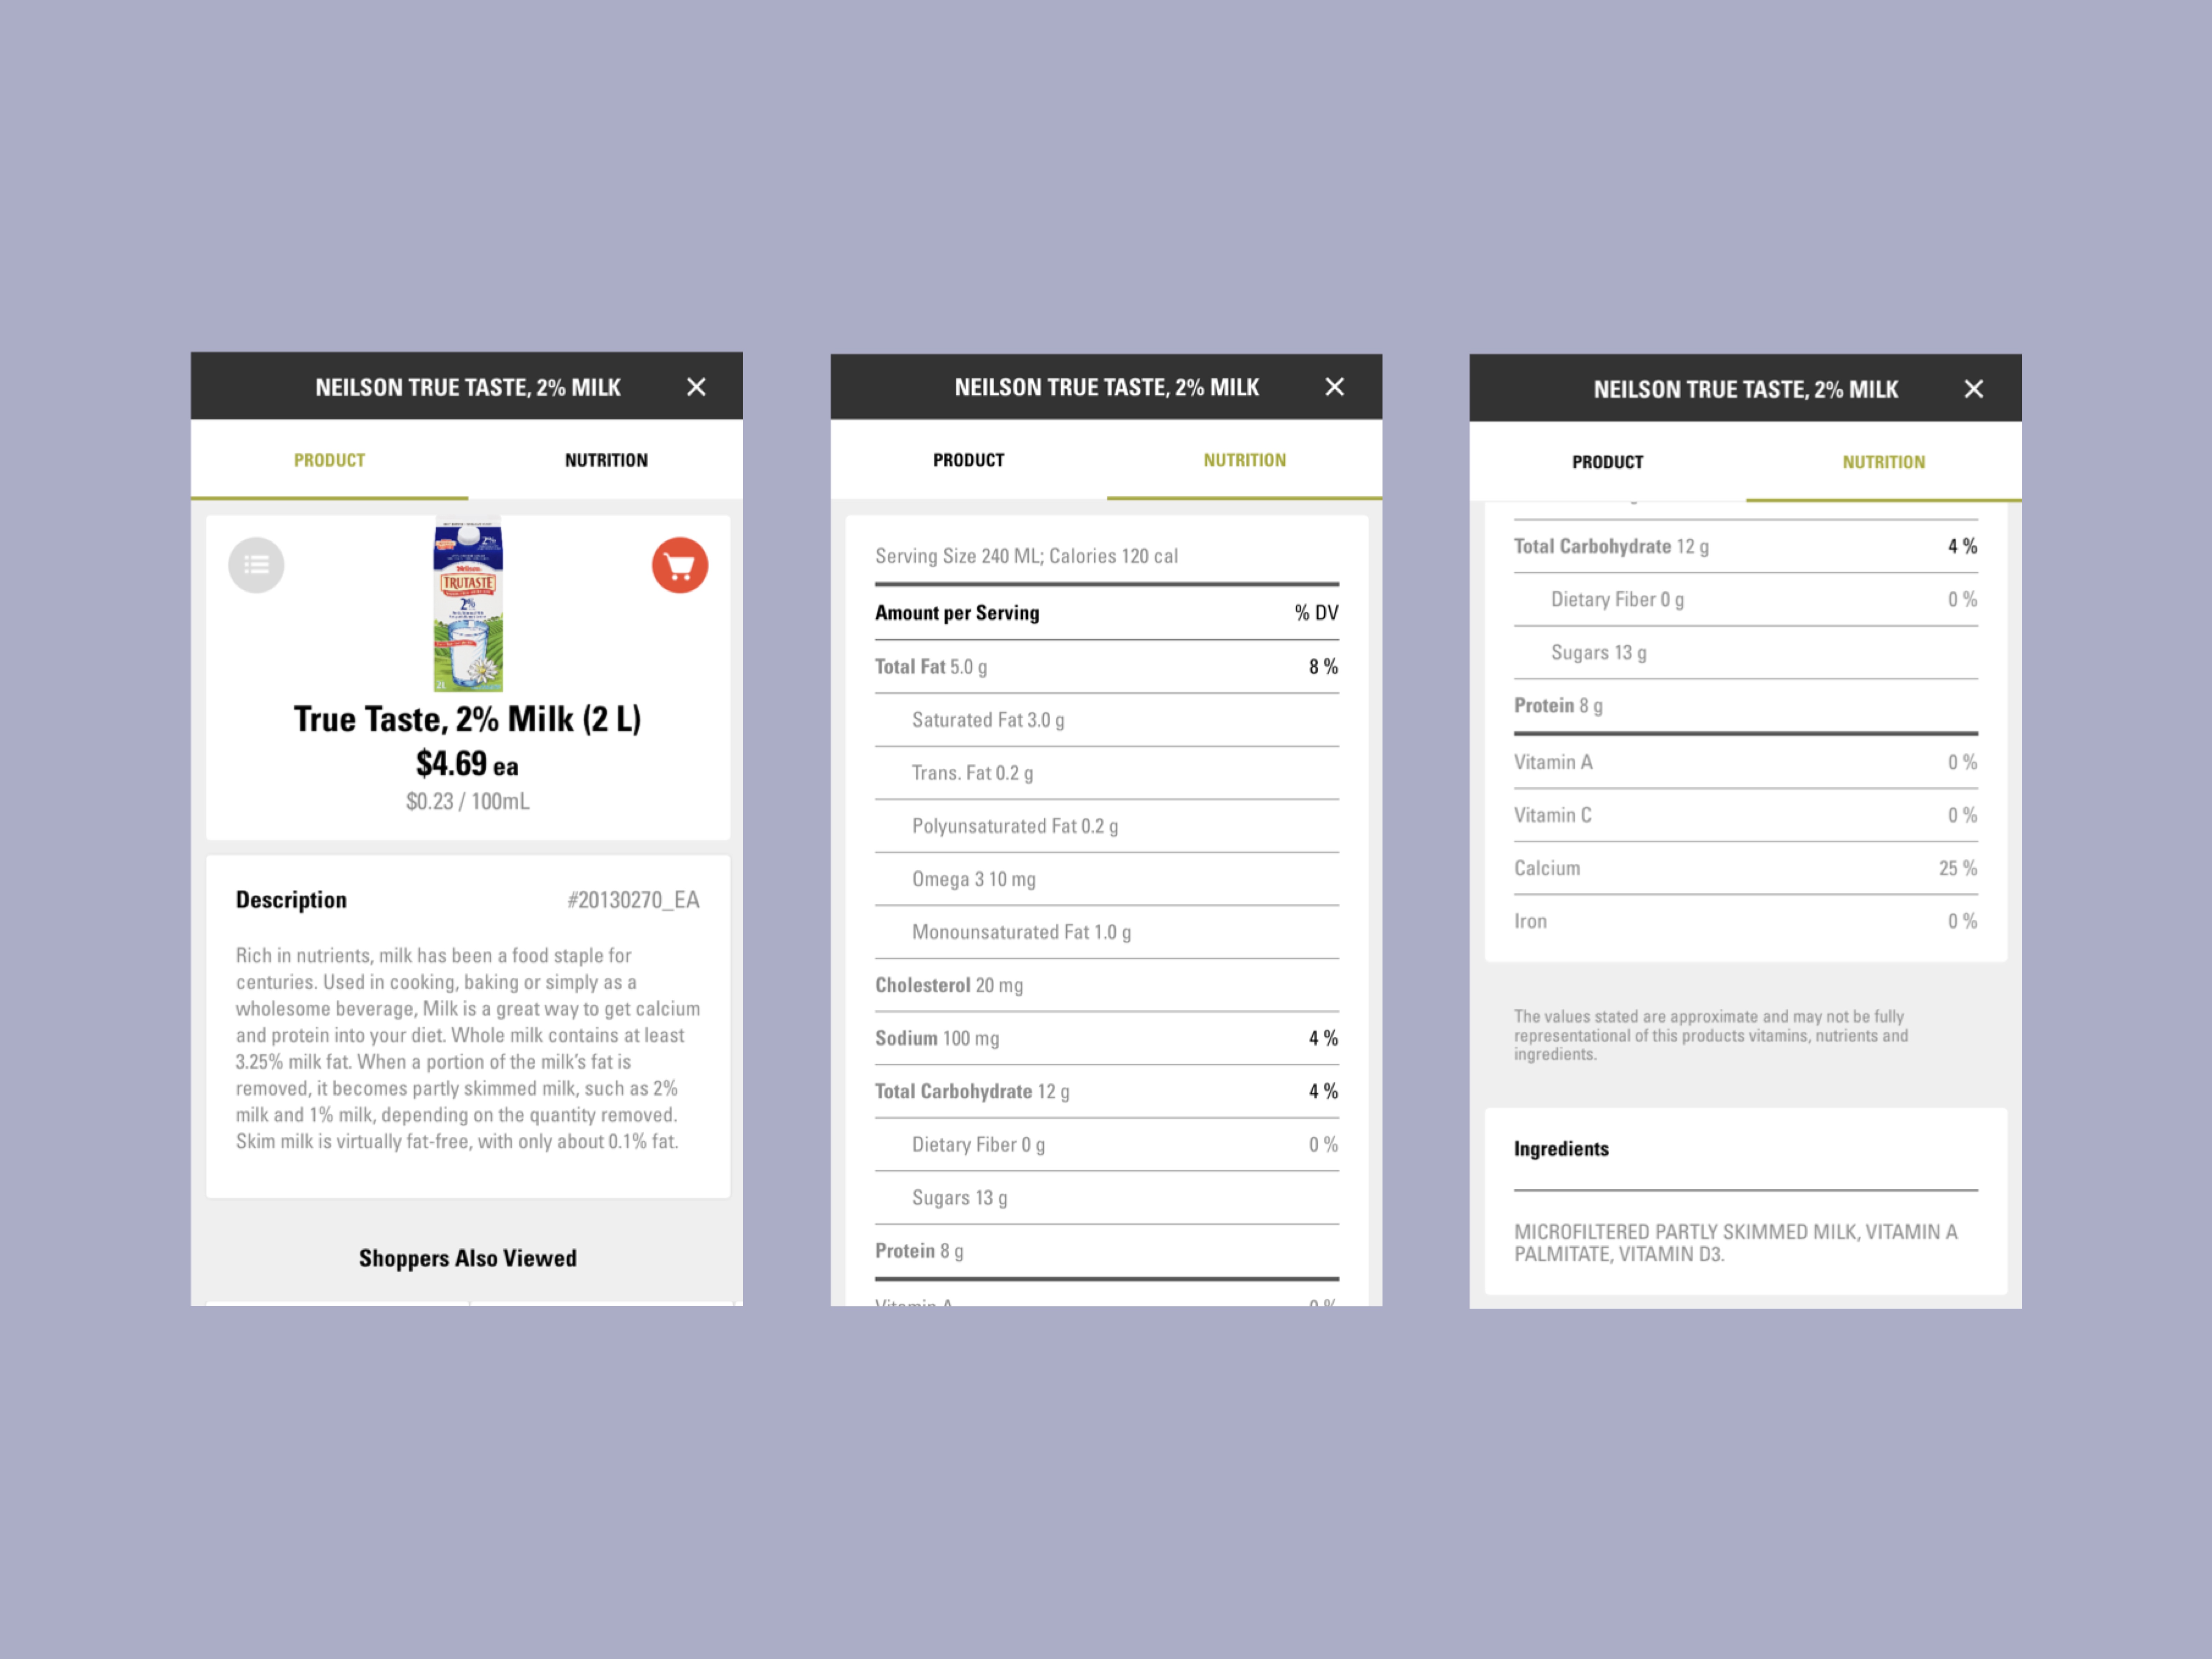 NEILSON TRUE TASTE, 2% MILK
PRODUCT NUTRITION
2%
Neilson
TRUTASTE
2%
2L
True Taste, 2% Milk (2 L)
$4.69 ea
$0.23 / 100mL
Description #20130270_EA
Rich in nutrients, milk has been a food staple for
centuries. Used in cooking, baking or simply as a
wholesome beverage, Milk is a great way to get calcium
and protein into your diet. Whole milk contains at least
3.25% milk fat. When a portion of the milk’s fat is
removed, it becomes partly skimmed milk, such as 2%
milk and 1% milk, depending on the quantity removed.
Skim milk is virtually fat-free, with only about 0.1% fat.
Shoppers Also Viewed
NEILSON TRUE TASTE, 2% MILK
PRODUCT NUTRITION
Serving Size 240 ML; Calories 120 cal
Amount per Serving % DV
Total Fat 5.0 g 8 %
Saturated Fat 3.0 g
Trans. Fat 0.2 g
Polyunsaturated Fat 0.2 g
Omega 3 10 mg
Monounsaturated Fat 1.0 g
Cholesterol 20 mg
Sodium 100 mg 4 %
Total Carbohydrate 12 g 4 %
Dietary Fiber 0 g 0 %
Sugars 13 g
Protein 8 g
Vitamin A 0 %
NEILSON TRUE TASTE, 2% MILK
PRODUCT NUTRITION
Total Carbohydrate 12 g 4 %
Dietary Fiber 0 g 0 %
Sugars 13 g
Protein 8 g
Vitamin A 0 %
Vitamin C 0 %
Calcium 25 %
Iron 0 %
The values stated are approximate and may not be fully
representational of this products vitamins, nutrients and
ingredients.
Ingredients
MICROFILTERED PARTLY SKIMMED MILK, VITAMIN A
PALMITATE, VITAMIN D3.